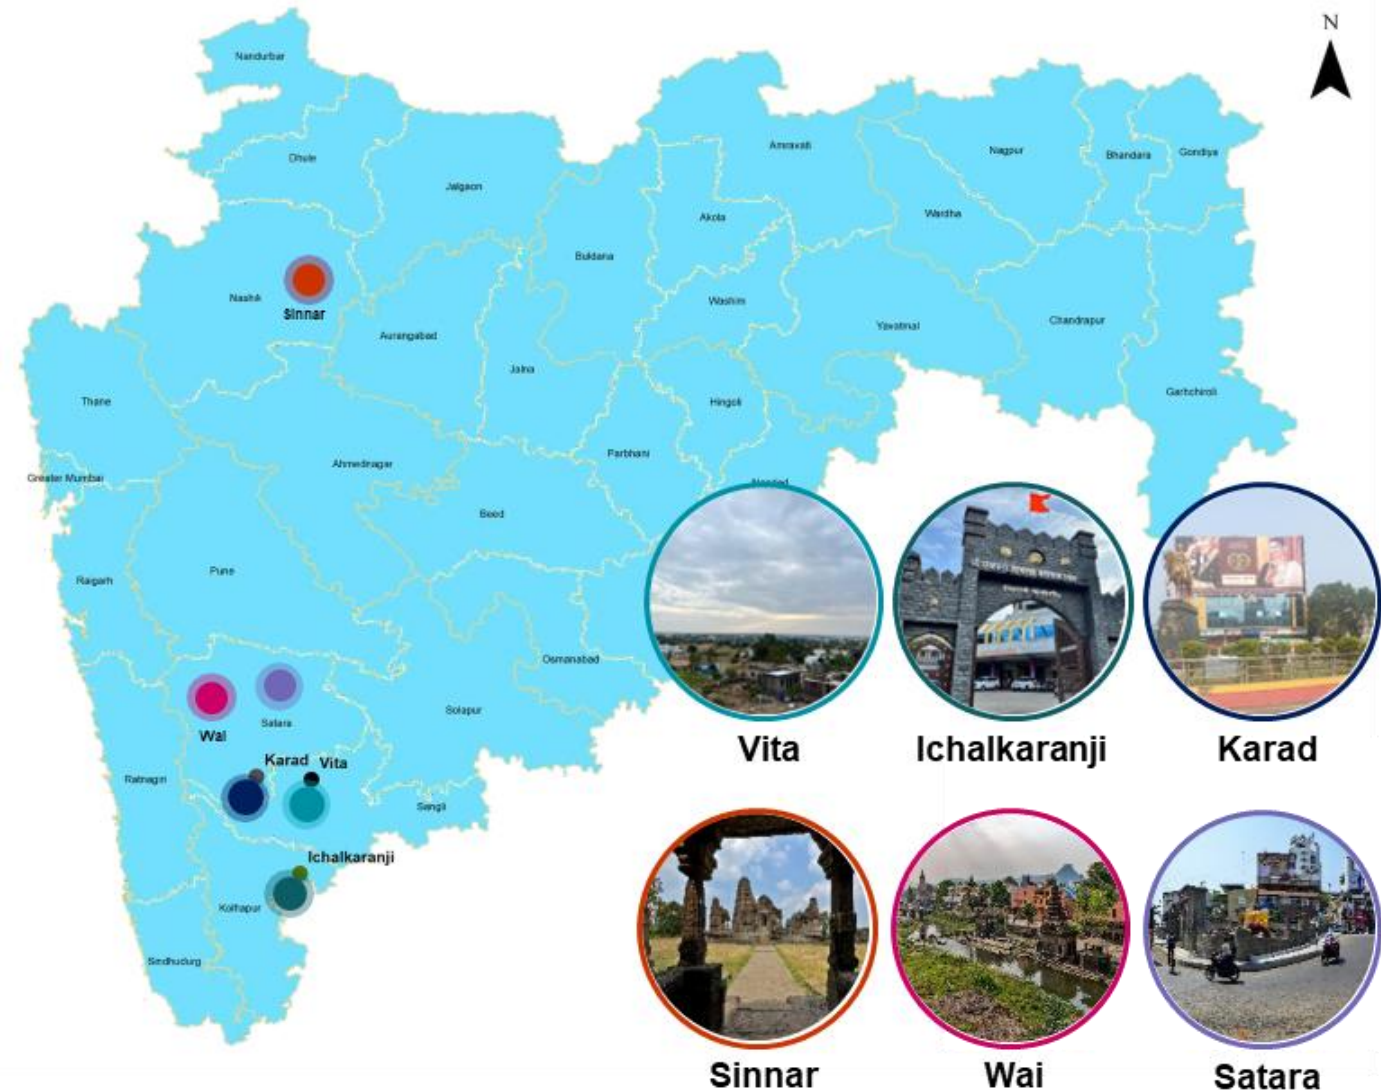 N
Nandurbar
Dhule
Jalgaon
Amravati
Nagpur
Bhandara
Gondiya
Akola
Wardha
Buldana
Nashik
Sinnar
Washim
Yavatmal
Chandrapur
Aurangabad
Jalna
Hingoli
Garhchiroli
Thane
Greater Mumbai
Ahmednagar
Parbhani
Beed
Raigarh
Pune
Osmanabad
Satara
Solapur
Wai
Karad
Vita
Ratnagiri
Sangli
Ichalkaranji
Kolhapur
Sindhudurg
Vita
Ichalkaranji
Karad
Sinnar
Wai
Satara